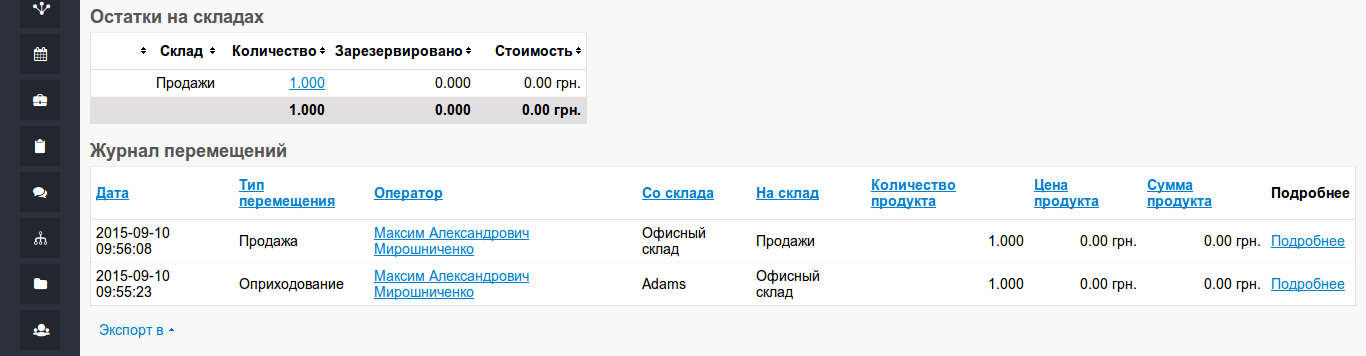 Остатки на складах
Склад Количество Зарезервировано Стоимость
Продажи 1.000 0.000 0.00 грн.
1.000 0.000 0.00 грн.
Журнал перемещений
Дата Тип перемещения Оператор Со склада На склад Количество продукта Цена продукта Сумма продукта Подробнее
2015-09-10 09:56:08 Продажа Максим Александрович Мирошниченко Офисный склад Продажи 1.000 0.00 грн. 0.00 грн. Подробнее
2015-09-10 09:55:23 Оприходование Максим Александрович Мирошниченко Adams Офисный склад 1.000 0.00 грн. 0.00 грн. Подробнее
Экспорт в